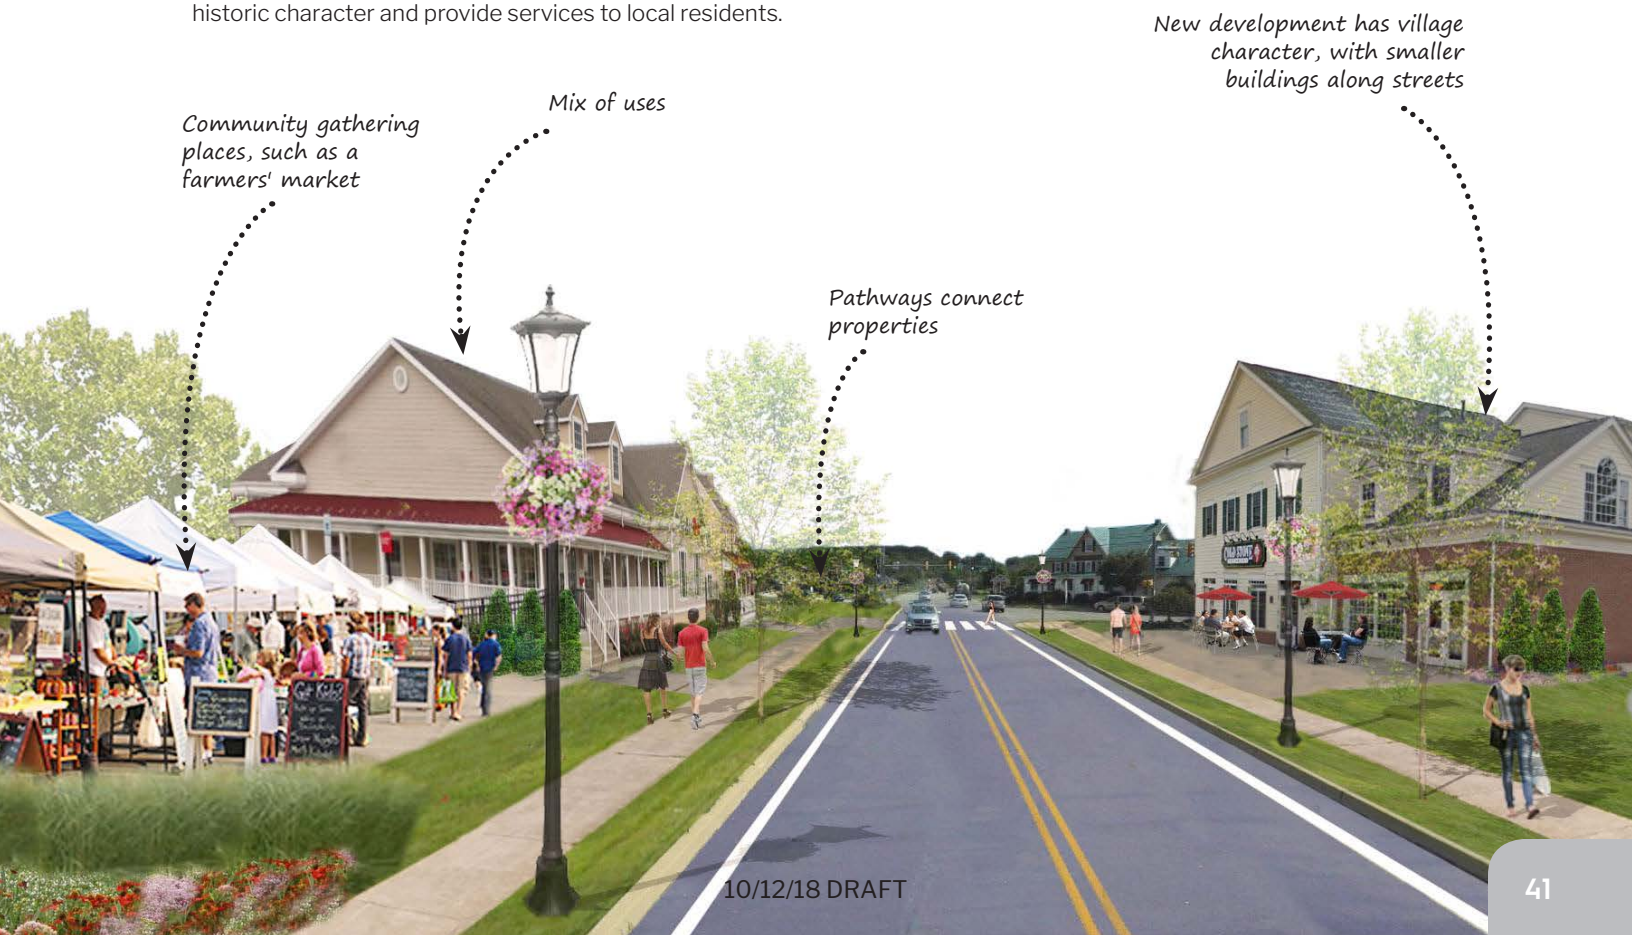 historic character and provide services to local residents.
New development has village
character, with smaller
buildings along streets
Mix of uses
Community gathering
places, such as a
farmers' market
Pathways connect
properties
10/12/18 DRAFT
41